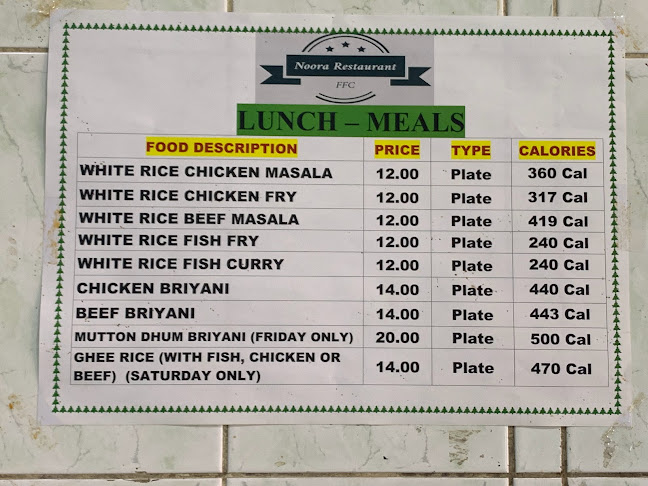 Noora Restaurant
FFC
LUNCH – MEALS
FOOD DESCRIPTION PRICE TYPE CALORIES
WHITE RICE CHICKEN MASALA 12.00 Plate 360 Cal
WHITE RICE CHICKEN FRY 12.00 Plate 317 Cal
WHITE RICE BEEF MASALA 12.00 Plate 419 Cal
WHITE RICE FISH FRY 12.00 Plate 240 Cal
WHITE RICE FISH CURRY 12.00 Plate 240 Cal
CHICKEN BRIYANI 14.00 Plate 440 Cal
BEEF BRIYANI 14.00 Plate 443 Cal
MUTTON DHUM BRIYANI (FRIDAY ONLY) 20.00 Plate 500 Cal
GHEE RICE (WITH FISH, CHICKEN OR
BEEF) (SATURDAY ONLY) 14.00 Plate 470 Cal